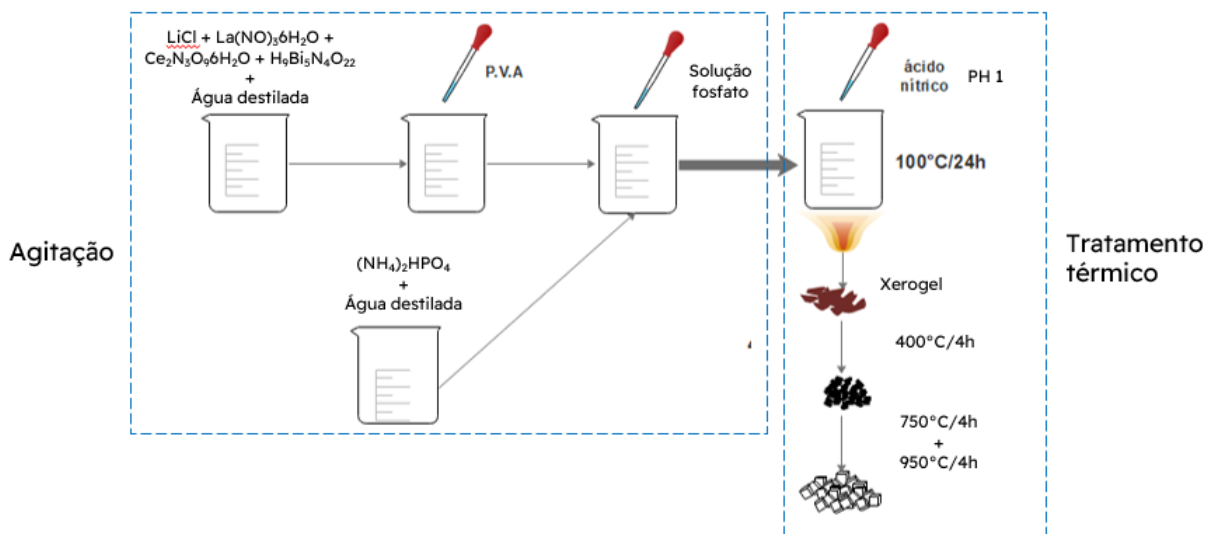 LiCl + La(NO)₃6H₂O +
Ce₂N₃O₉6H₂O + H₉Bi₅N₄O₂₂
+
Água destilada
P.V.A
Solução
fosfato
ácido
nítrico
PH 1
100°C/24h
Agitação
(NH₄)₂HPO₄
+
Água destilada
Tratamento
térmico
Xerogel
400°C/4h
750°C/4h
+
950°C/4h